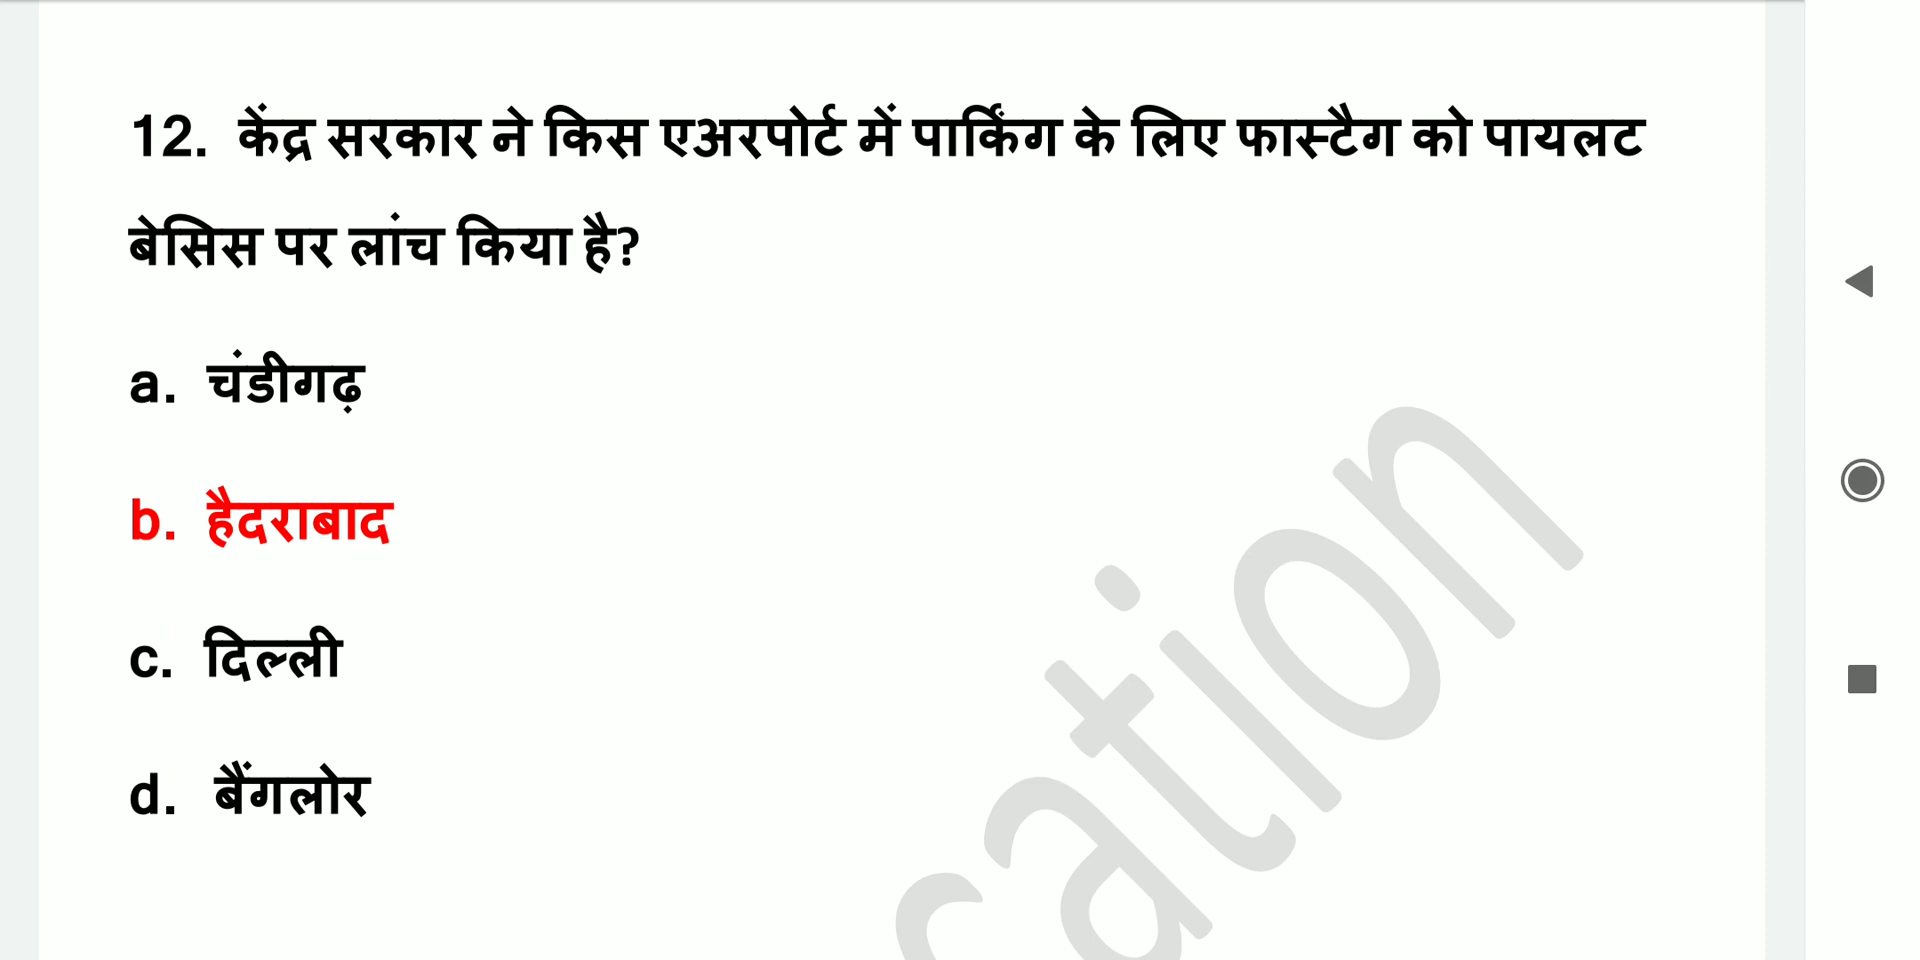 12. केंद्र सरकार ने किस एअरपोर्ट में पार्किंग के लिए फास्टैग को पायलट
बेसिस पर लांच किया है?
a. चंडीगढ़
b. हैदराबाद
c. दिल्ली
d. बैंगलोर
cation